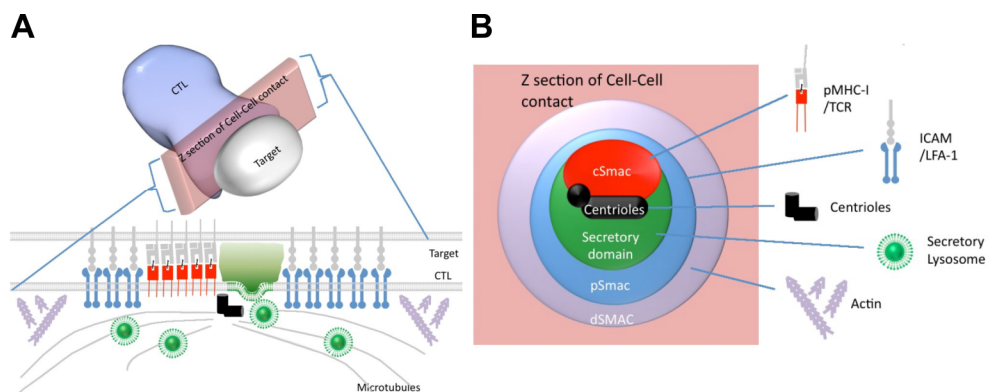 A
CTL
Z section of Cell-Cell contact
Target
Target
CTL
Microtubules
B
Z section of Cell-Cell
contact
cSmac
Centrioles
Secretory
domain
pSmac
dSMAC
pMHC-I
/TCR
ICAM
/LFA-1
Centrioles
Secretory
Lysosome
Actin